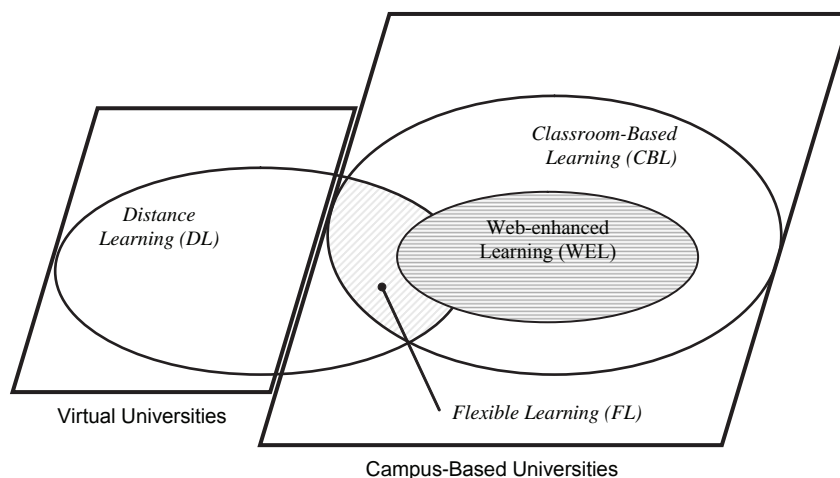 Classroom-Based
Learning (CBL)
Distance
Learning (DL)
Web-enhanced
Learning (WEL)
Flexible Learning (FL)
Virtual Universities
Campus-Based Universities